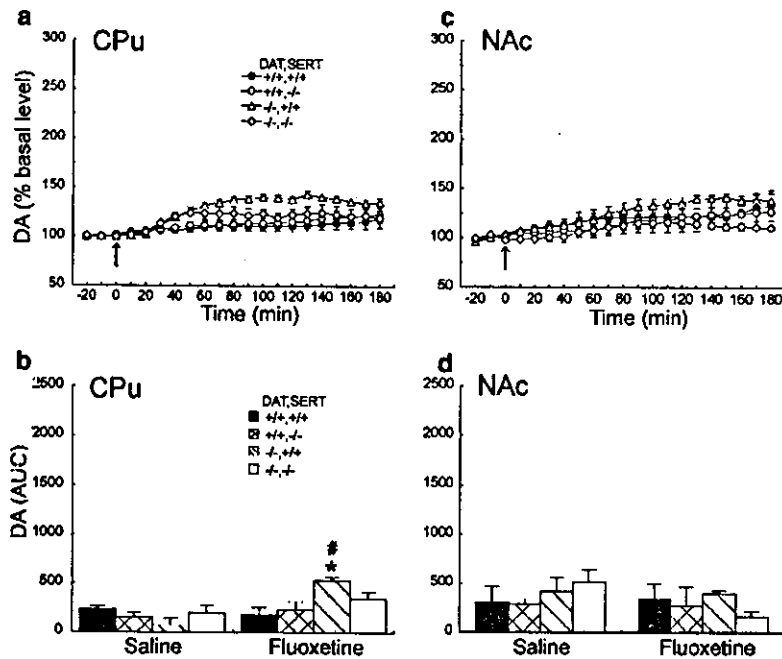 a
CPu
300
250
200
150
100
50
DA (% basal level)
DAT,SERT
+/+,+/+
+/+,-/-
-/-,+/+
-/-,-/-
-20 0 20 40 60 80 100 120 140 160 180
Time (min)
c
NAc
300
250
200
150
100
50
-20 0 20 40 60 80 100 120 140 160 180
Time (min)
b
CPu
2500
2000
1500
1000
500
0
DA (AUC)
DAT,SERT
+/+,+/+
+/+,-/-
-/-,+/+
-/-,-/-
#
*
Saline Fluoxetine
d
NAc
2500
2000
1500
1000
500
0
Saline Fluoxetine